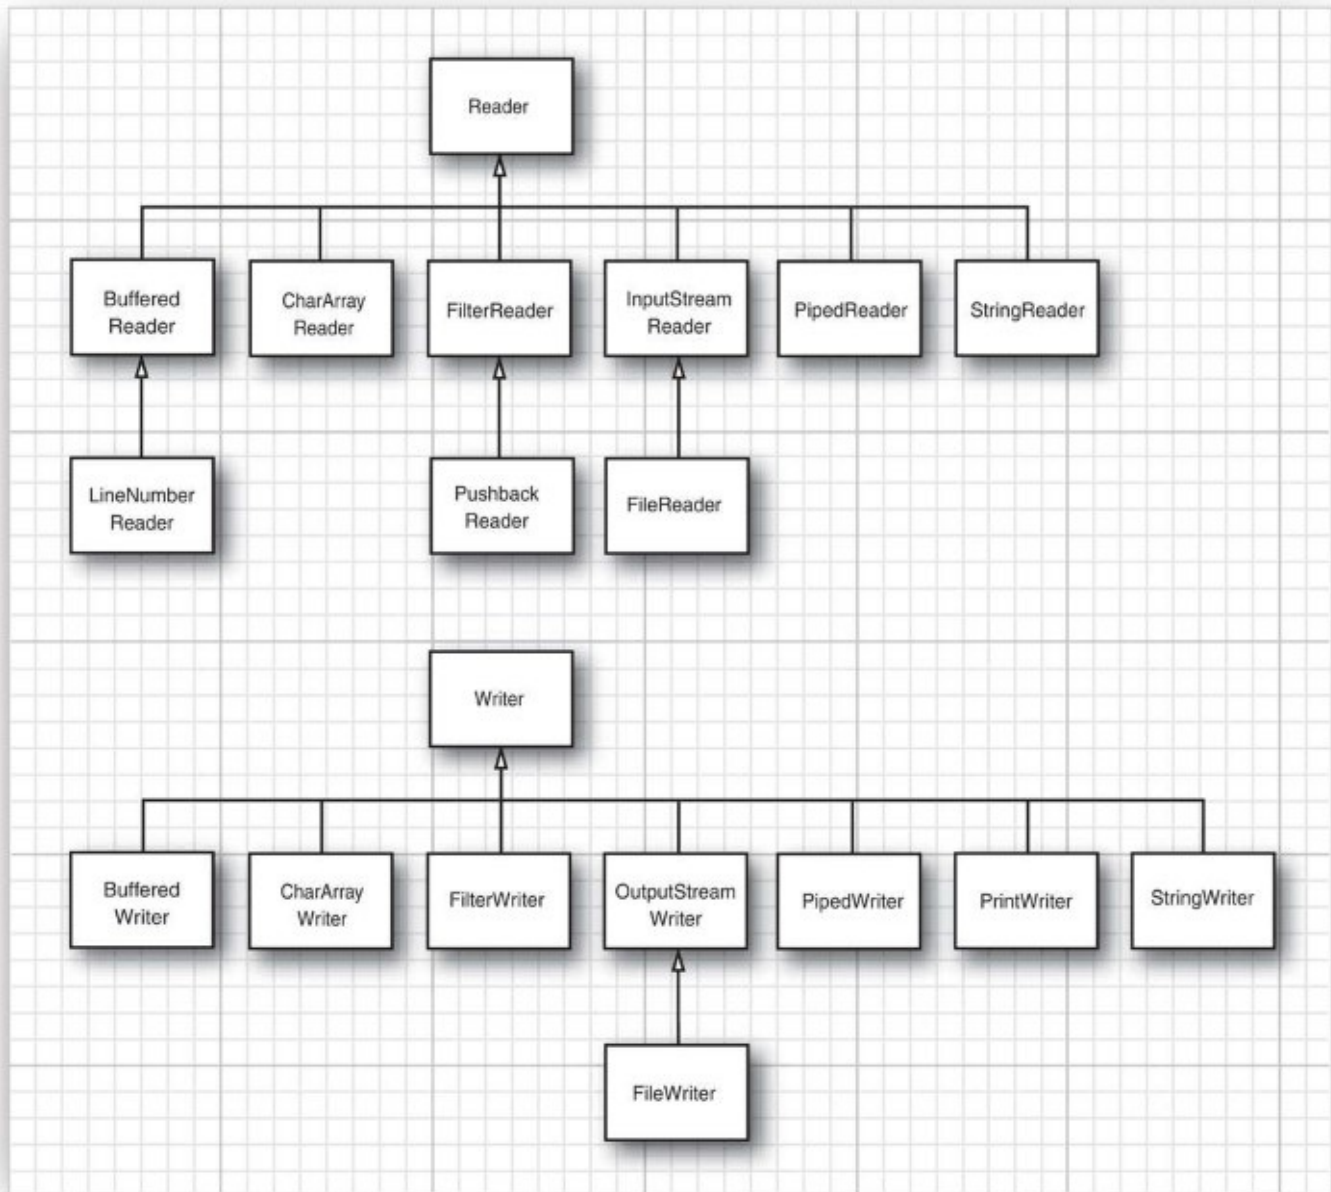 Reader
Buffered
Reader
CharArray
Reader
FilterReader
InputStream
Reader
PipedReader
StringReader
LineNumber
Reader
Pushback
Reader
FileReader
Writer
Buffered
Writer
CharArray
Writer
FilterWriter
OutputStream
Writer
PipedWriter
PrintWriter
StringWriter
FileWriter